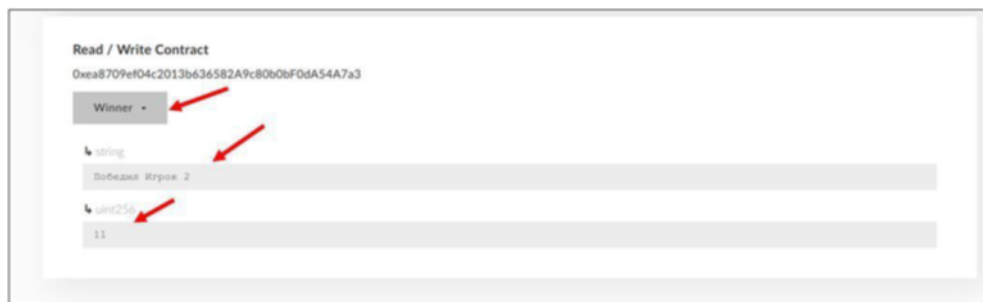 Read / Write Contract
0xea8709ef04c2013b636582A9c80b0bF0dA54A7a3
Winner
string
Победил Игрок 2
uint256
11